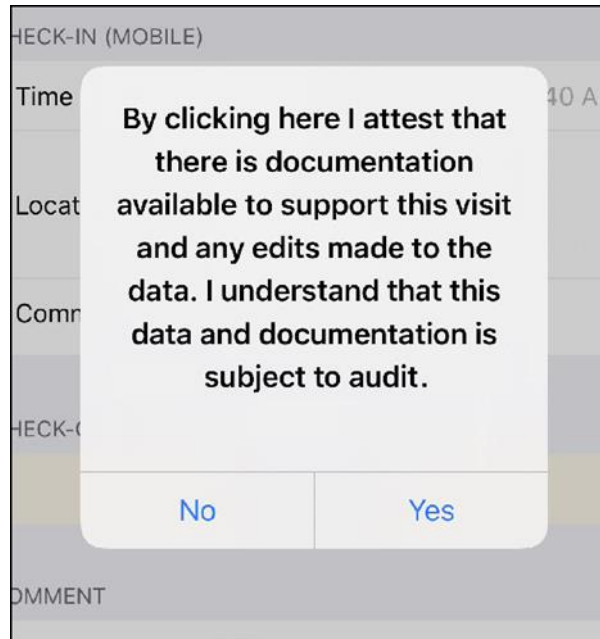 HECK-IN (MOBILE)
Time
40 A
By clicking here I attest that
there is documentation
available to support this visit
and any edits made to the
data. I understand that this
data and documentation is
subject to audit.
Locat
Comn
HECK-
No
Yes
OMMENT